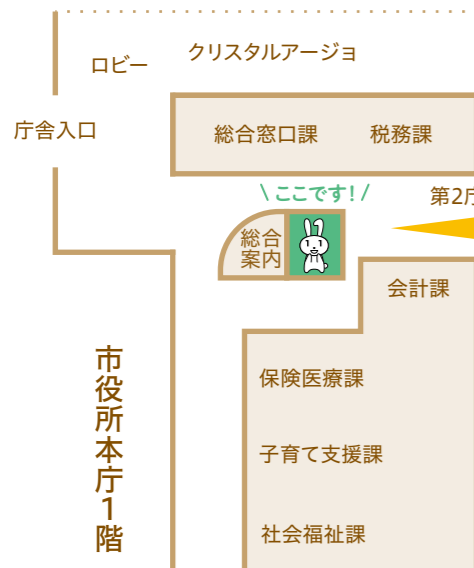 クリスタルアージョ
ロビー
庁舎入口
総合窓口課
税務課
\ ここです! /
第2庁
総合
案内
会計課
保険医療課
市役所本庁1階
子育て支援課
社会福祉課